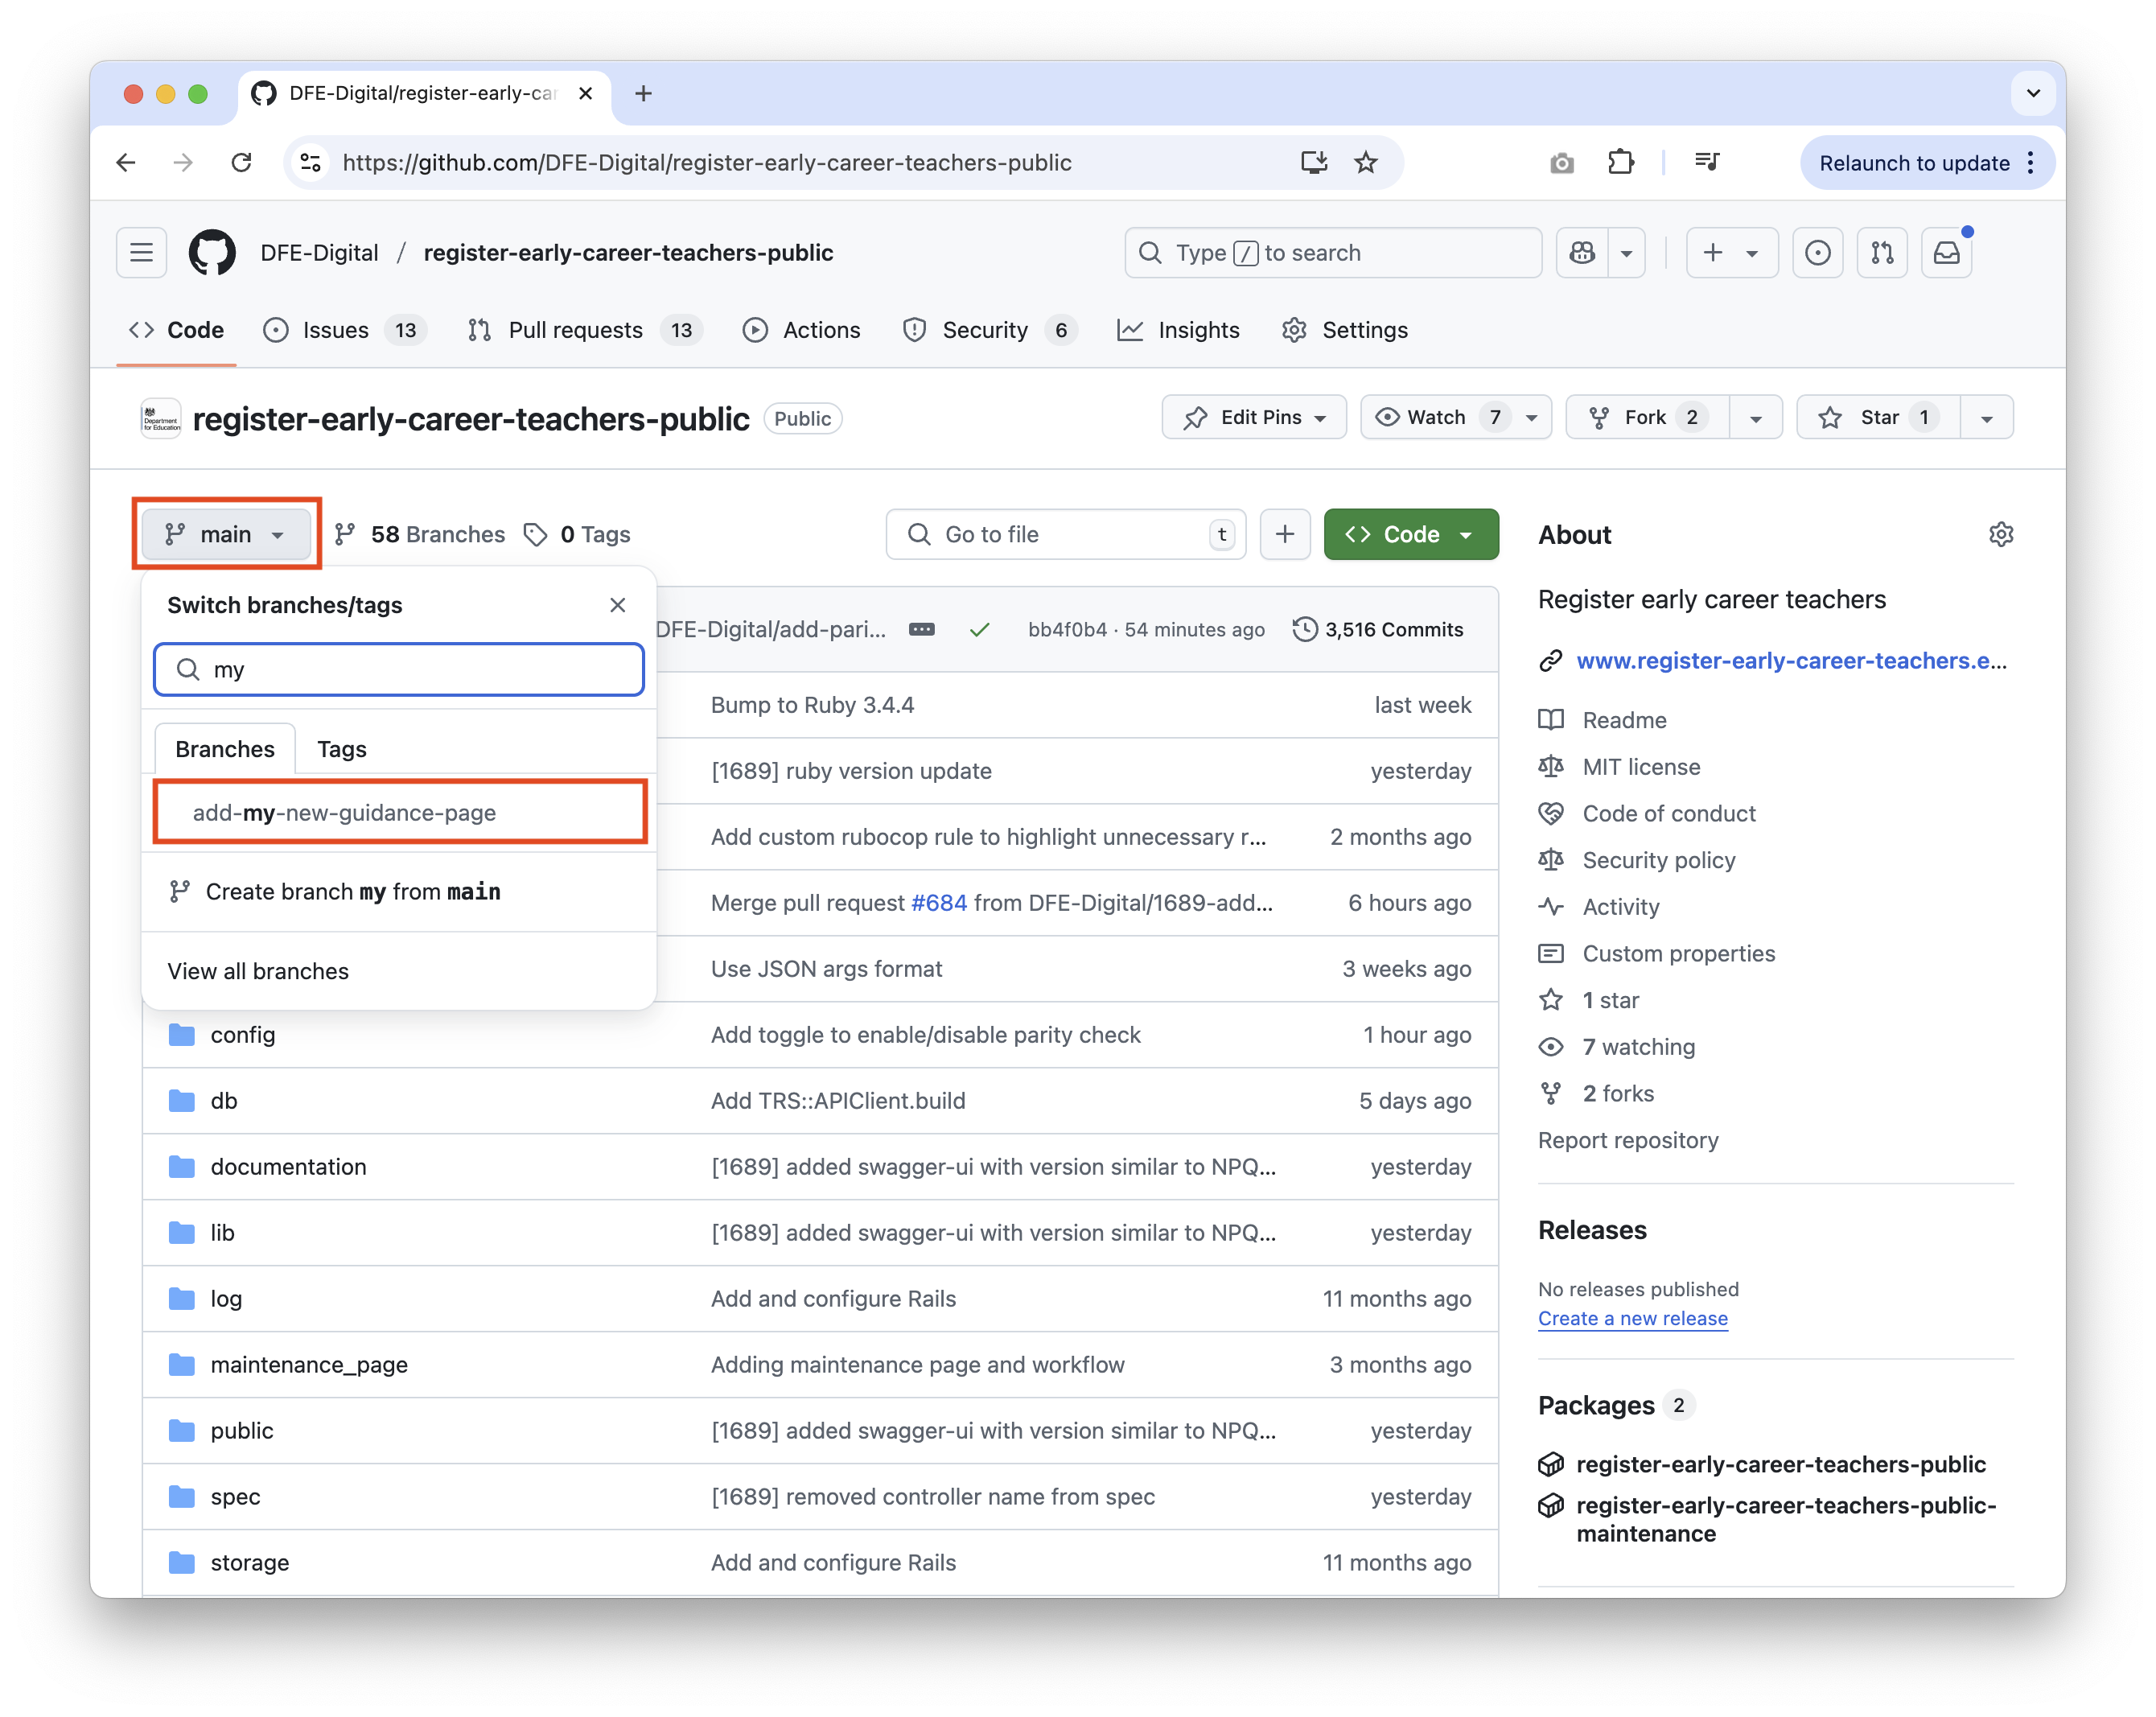 DFE-Digital/register-early-car
https://github.com/DFE-Digital/register-early-career-teachers-public
Relaunch to update
DFE-Digital / register-early-career-teachers-public
Type / to search
Code
Issues 13
Pull requests 13
Actions
Security 6
Insights
Settings
Department for Education
register-early-career-teachers-public Public
Edit Pins
Watch 7
Fork 2
Star 1
main
58 Branches
0 Tags
Go to file t
Code
Switch branches/tags
my
Branches Tags
add-my-new-guidance-page
Create branch my from main
View all branches
DFE-Digital/add-pari...
bb4f0b4 · 54 minutes ago
3,516 Commits
Bump to Ruby 3.4.4 last week
[1689] ruby version update yesterday
Add custom rubocop rule to highlight unnecessary r... 2 months ago
Merge pull request #684 from DFE-Digital/1689-add... 6 hours ago
Use JSON args format 3 weeks ago
config Add toggle to enable/disable parity check 1 hour ago
db Add TRS::APIClient.build 5 days ago
documentation [1689] added swagger-ui with version similar to NPQ... yesterday
lib [1689] added swagger-ui with version similar to NPQ... yesterday
log Add and configure Rails 11 months ago
maintenance_page Adding maintenance page and workflow 3 months ago
public [1689] added swagger-ui with version similar to NPQ... yesterday
spec [1689] removed controller name from spec yesterday
storage Add and configure Rails 11 months ago
About
Register early career teachers
www.register-early-career-teachers.e...
Readme
MIT license
Code of conduct
Security policy
Activity
Custom properties
1 star
7 watching
2 forks
Report repository
Releases
No releases published
Create a new release
Packages 2
register-early-career-teachers-public
register-early-career-teachers-public-
maintenance